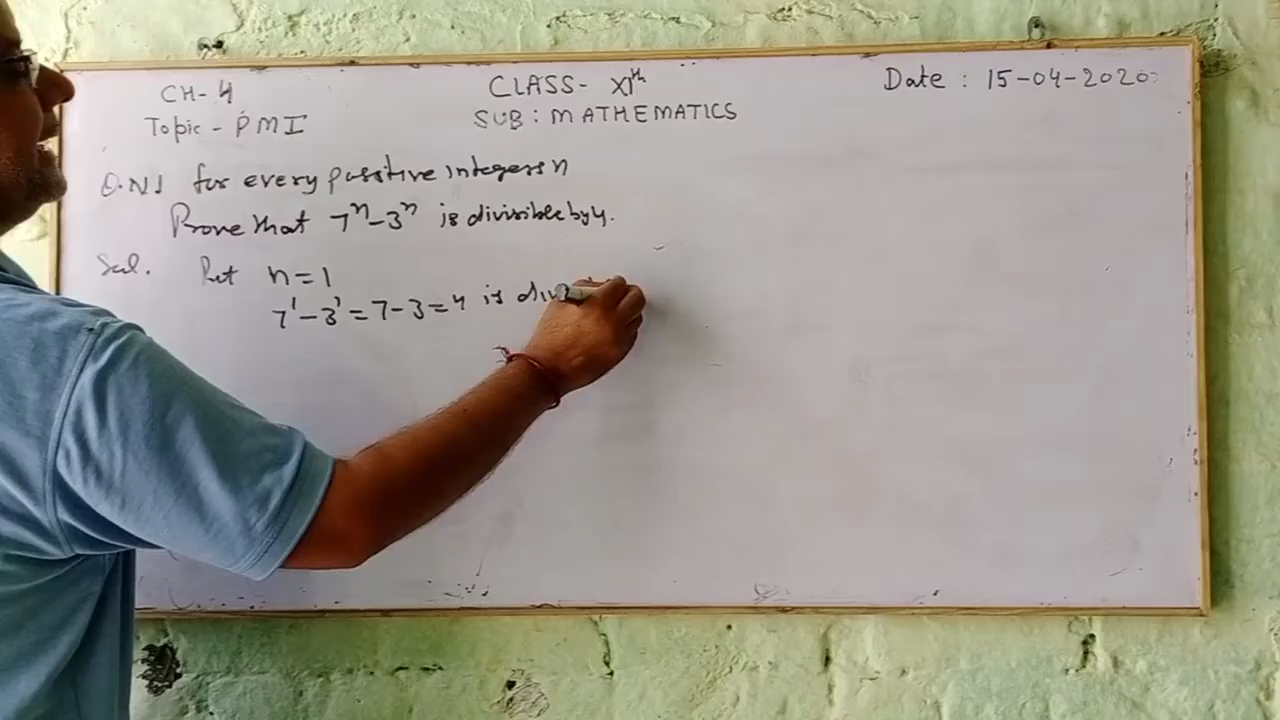 CH-4
Topic - PMI
CLASS- XIth
SUB: MATHEMATICS
Date : 15-04-2020
Q.N1 for every positive integers n
Prove that 7ⁿ-3ⁿ is divisible by 4.
Sol. Put n=1
7¹-3¹=7-3=4 is div